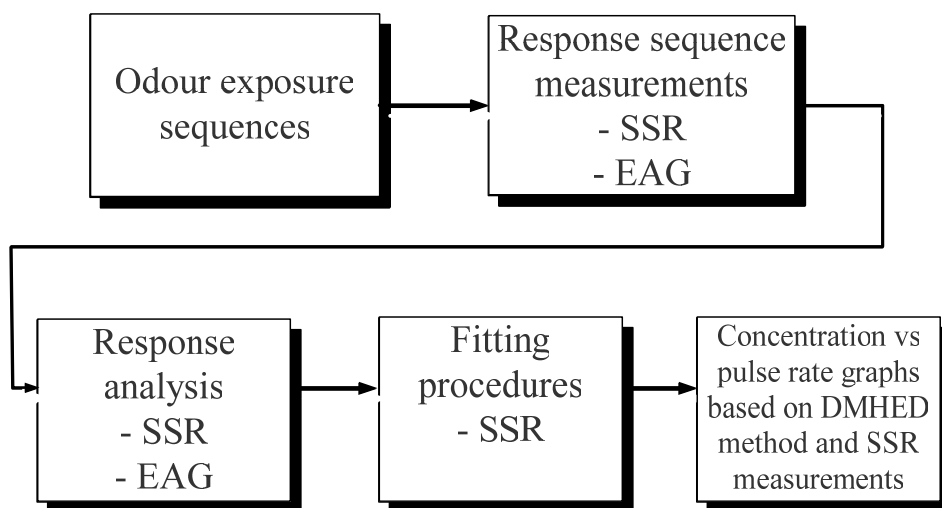 Odour exposure
sequences
Response sequence
measurements
- SSR
- EAG
Response
analysis
- SSR
- EAG
Fitting
procedures
- SSR
Concentration vs
pulse rate graphs
based on DMHED
method and SSR
measurements